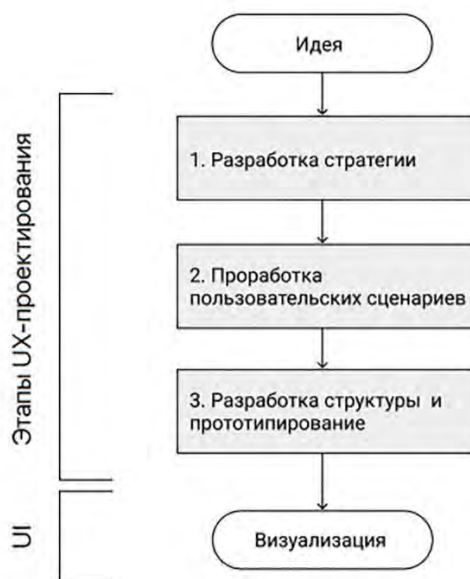 Идея
Этапы UX-проектирования
1. Разработка стратегии
2. Проработка
пользовательских сценариев
3. Разработка структуры и
прототипирование
UI
Визуализация